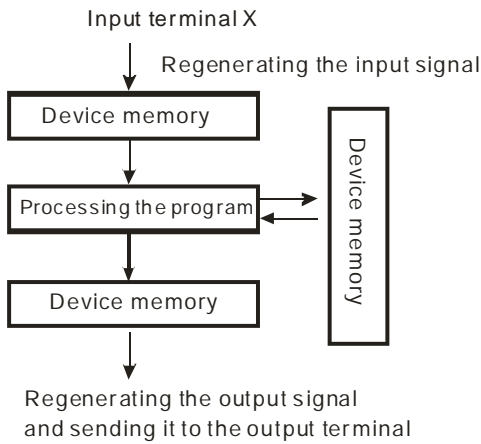 Input terminal X
Regenerating the input signal
Device memory
Processing the program
Device memory
Device memory
Regenerating the output signal
and sending it to the output terminal